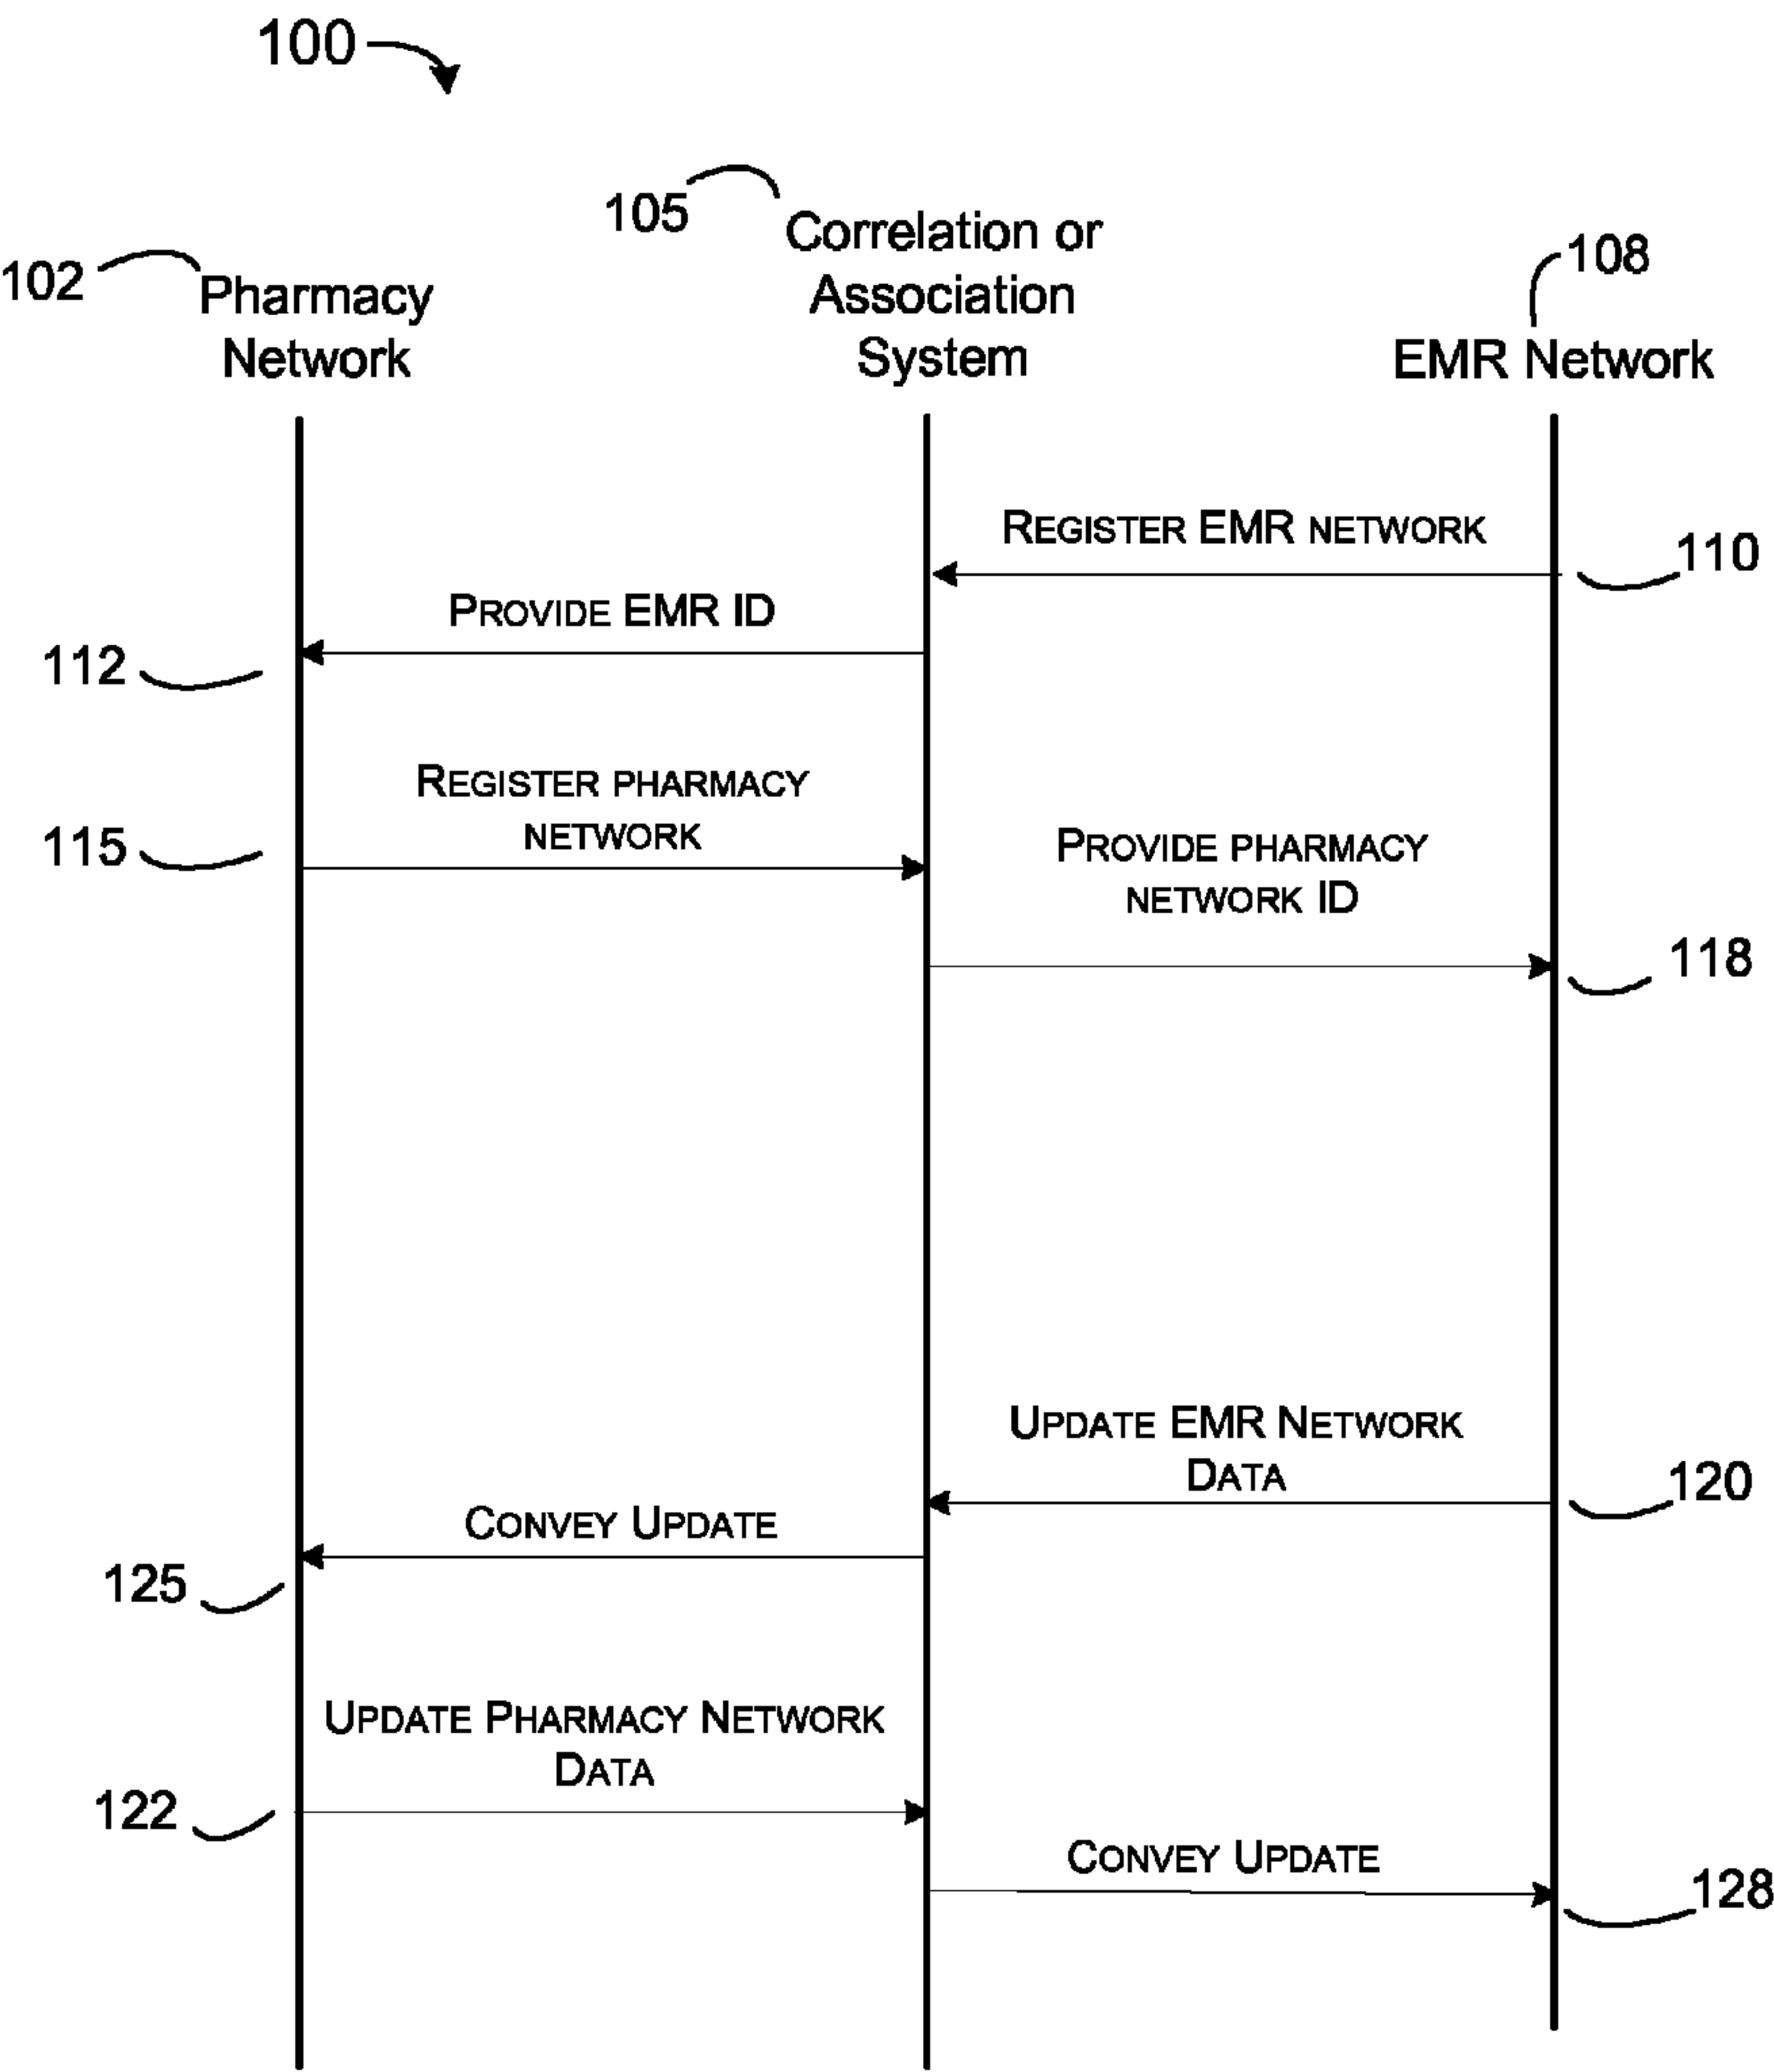 100
105
Correlation or
Association
System
102
Pharmacy
Network
108
EMR Network
REGISTER EMR NETWORK
110
PROVIDE EMR ID
112
REGISTER PHARMACY
NETWORK
115
PROVIDE PHARMACY
NETWORK ID
118
UPDATE EMR NETWORK
DATA
120
CONVEY UPDATE
125
UPDATE PHARMACY NETWORK
DATA
122
CONVEY UPDATE
128